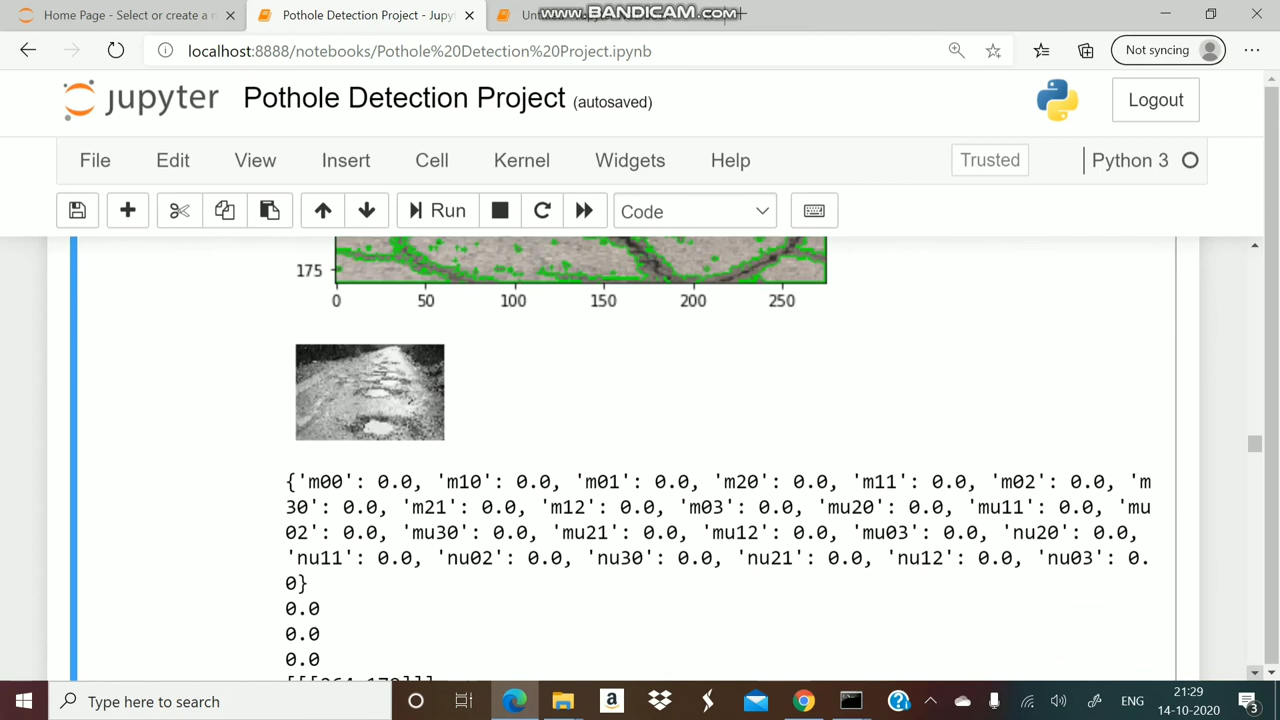 Home Page - Select or create a n
Pothole Detection Project - Jupyt
Un
www.BANDICAM.com
localhost:8888/notebooks/Pothole%20Detection%20Project.ipynb
Not syncing
jupyter Pothole Detection Project (autosaved)
Logout
File Edit View Insert Cell Kernel Widgets Help
Trusted
Python 3
Run
Code
175
0 50 100 150 200 250
{'m00': 0.0, 'm10': 0.0, 'm01': 0.0, 'm20': 0.0, 'm11': 0.0, 'm02': 0.0, 'm
30': 0.0, 'm21': 0.0, 'm12': 0.0, 'm03': 0.0, 'mu20': 0.0, 'mu11': 0.0, 'mu
02': 0.0, 'mu30': 0.0, 'mu21': 0.0, 'mu12': 0.0, 'mu03': 0.0, 'nu20': 0.0,
'nu11': 0.0, 'nu02': 0.0, 'nu30': 0.0, 'nu21': 0.0, 'nu12': 0.0, 'nu03': 0.
0}
0.0
0.0
0.0
Type here to search
ENG
21:29
14-10-2020
3